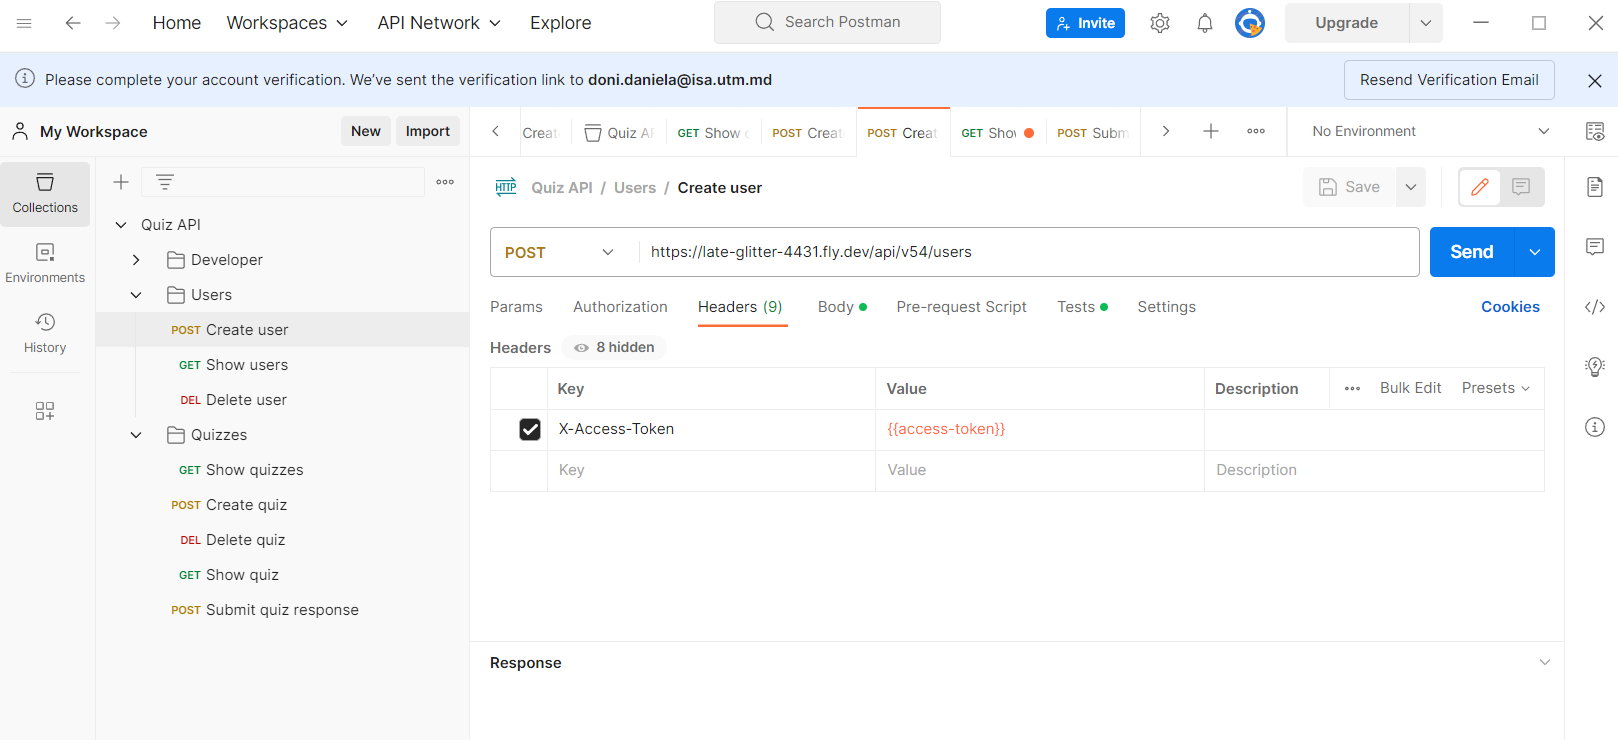 Home Workspaces API Network Explore Search Postman Invite Upgrade
Please complete your account verification. We've sent the verification link to doni.daniela@isa.utm.md Resend Verification Email
My Workspace New Import Creat Quiz A GET Show POST Creat POST Creat GET Sho POST Subm No Environment
Collections
Environments
History
Quiz API
Developer
Users
POST Create user
GET Show users
DEL Delete user
Quizzes
GET Show quizzes
POST Create quiz
DEL Delete quiz
GET Show quiz
POST Submit quiz response
HTTP Quiz API / Users / Create user Save
POST https://late-glitter-4431.fly.dev/api/v54/users Send
Params Authorization Headers (9) Body Pre-request Script Tests Settings Cookies
Headers 8 hidden
Key Value Description Bulk Edit Presets
X-Access-Token {{access-token}}
Key Value Description
Response